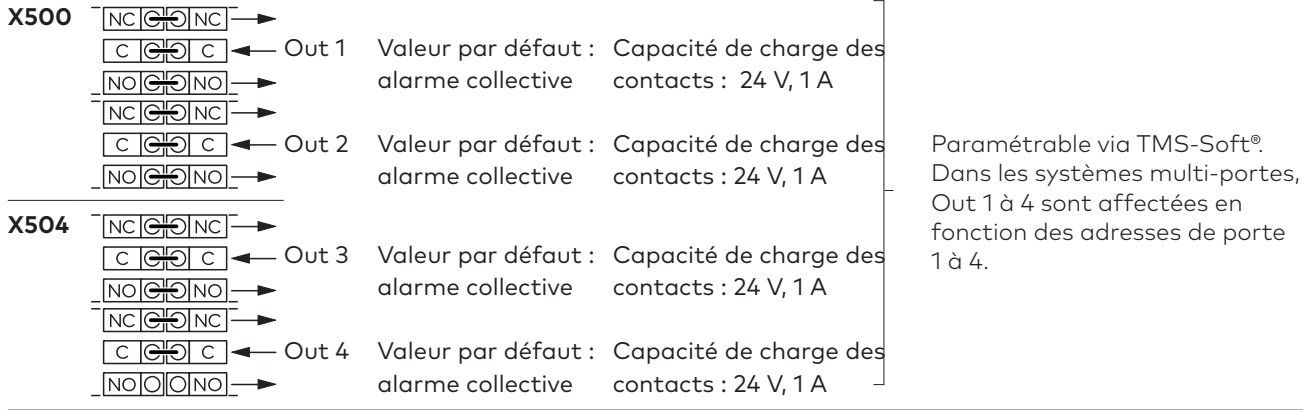 X500 NC NC
C C Out 1 Valeur par défaut : Capacité de charge des
NO NO alarme collective contacts : 24 V, 1 A
NC NC
C C Out 2 Valeur par défaut : Capacité de charge des
NO NO alarme collective contacts : 24 V, 1 A
X504 NC NC
C C Out 3 Valeur par défaut : Capacité de charge des
NO NO alarme collective contacts : 24 V, 1 A
NC NC
C C Out 4 Valeur par défaut : Capacité de charge des
NO NO alarme collective contacts : 24 V, 1 A
Paramétrable via TMS-Soft®.
Dans les systèmes multi-portes,
Out 1 à 4 sont affectées en
fonction des adresses de porte
1 à 4.